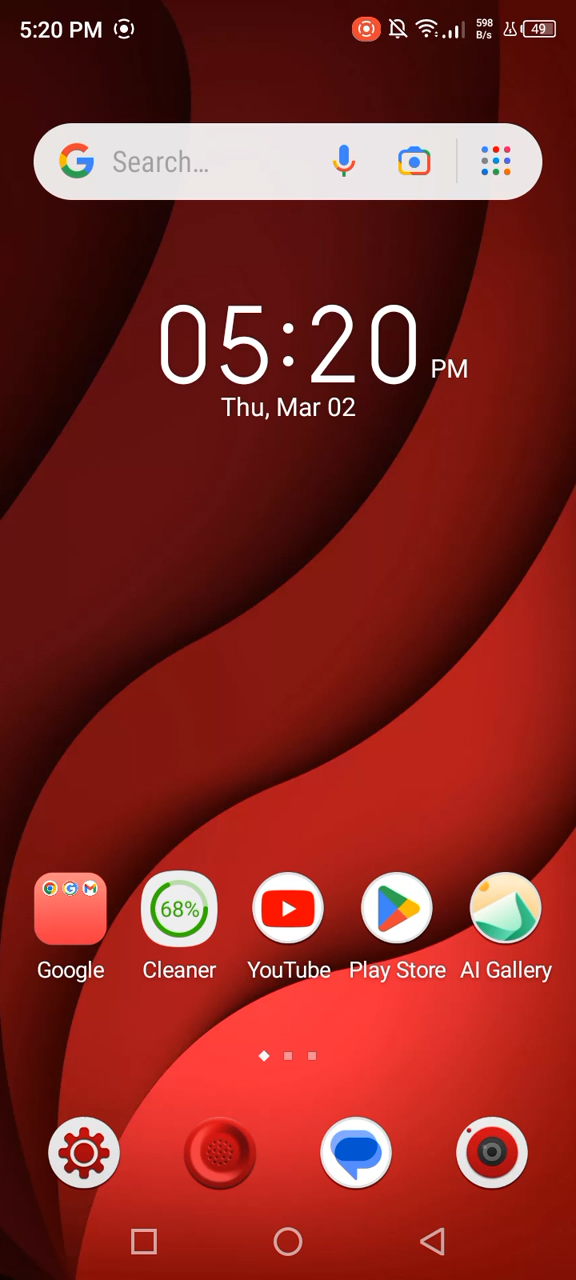 5:20 PM
598
B/s
49
Search...
05:20 PM
Thu, Mar 02
68%
Google
Cleaner
YouTube
Play Store
AI Gallery